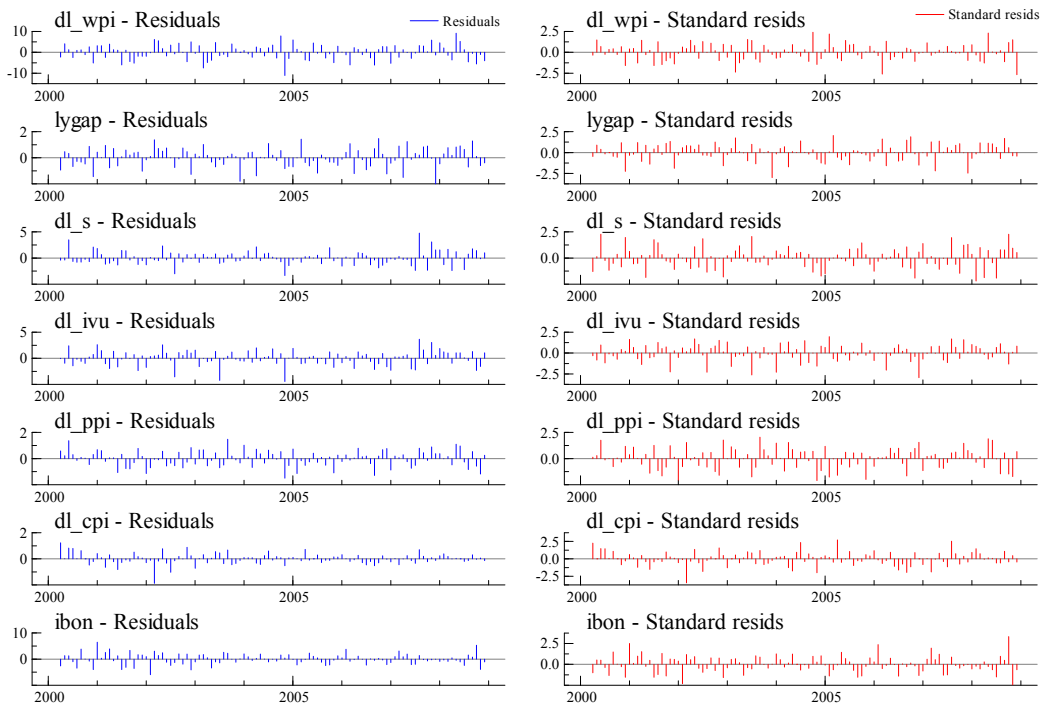 dl_wpi - Residuals
Residuals
10
0
-10
2000 2005
dl_wpi - Standard resids
Standard resids
2.5
0.0
-2.5
2000 2005
lygap - Residuals
2
0
2000 2005
lygap - Standard resids
2.5
0.0
-2.5
2000 2005
dl_s - Residuals
5
0
2000 2005
dl_s - Standard resids
2.5
0.0
2000 2005
dl_ivu - Residuals
5
0
2000 2005
dl_ivu - Standard resids
2.5
0.0
-2.5
2000 2005
dl_ppi - Residuals
2
0
2000 2005
dl_ppi - Standard resids
2.5
0.0
2000 2005
dl_cpi - Residuals
2
0
2000 2005
dl_cpi - Standard resids
2.5
0.0
-2.5
2000 2005
ibon - Residuals
10
0
2000 2005
ibon - Standard resids
2.5
0.0
2000 2005